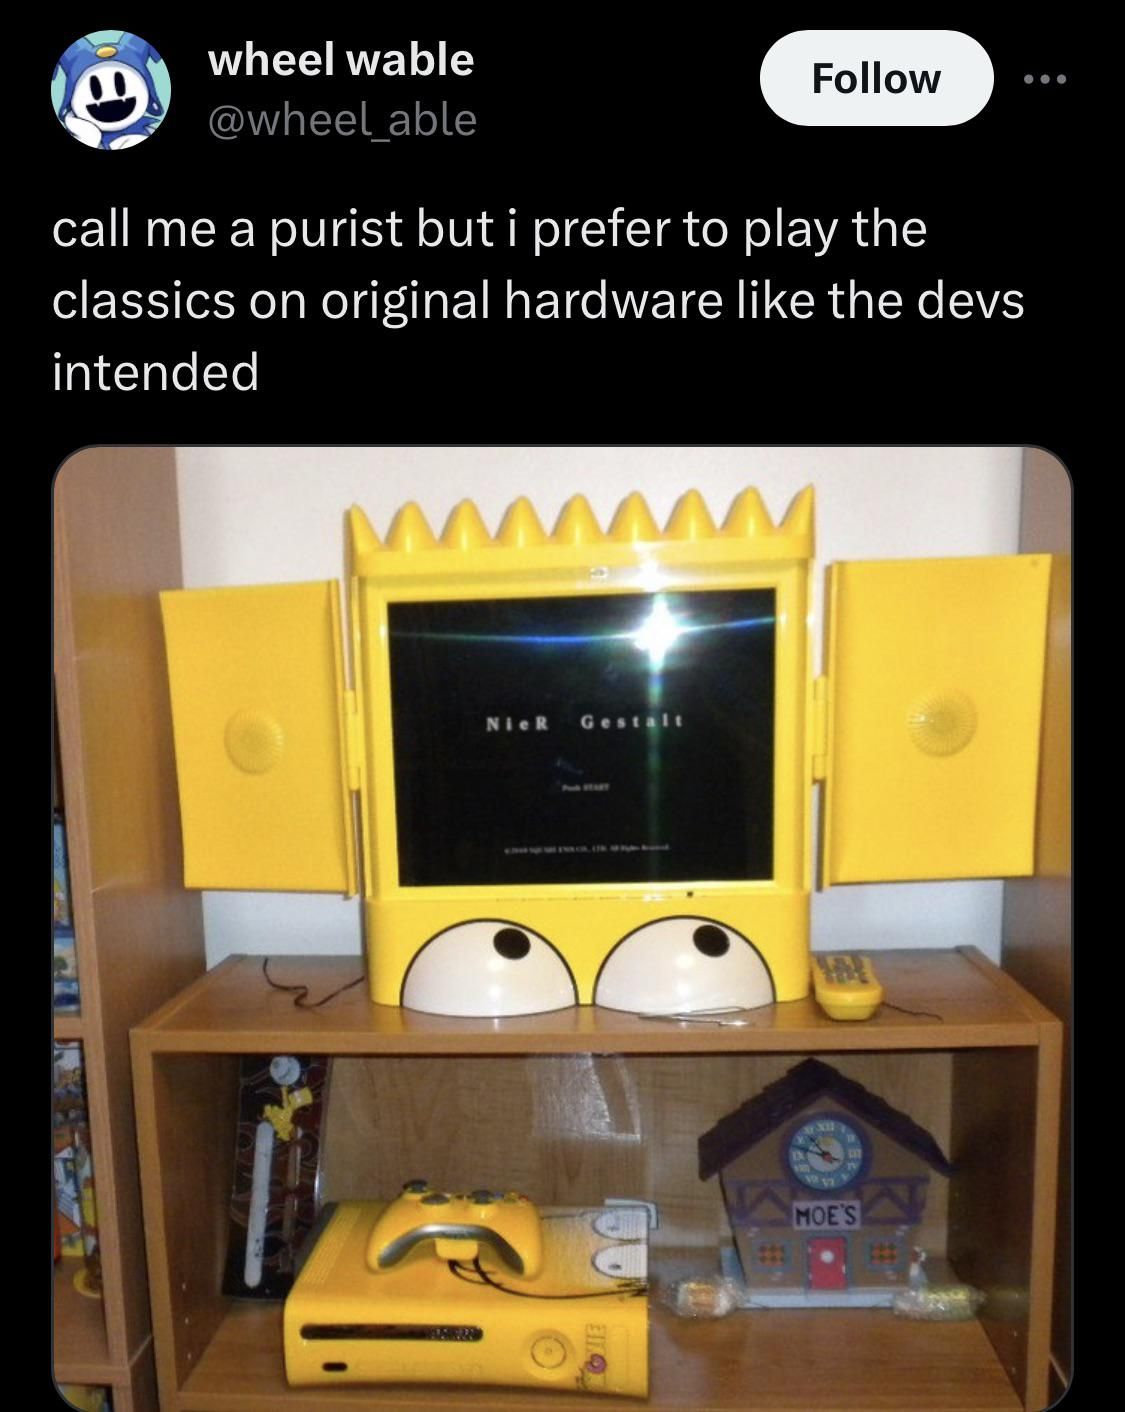 wheel wable
@wheel_able
Follow
call me a purist but i prefer to play the
classics on original hardware like the devs
intended
NieR Gestalt
Push START
MOE'S